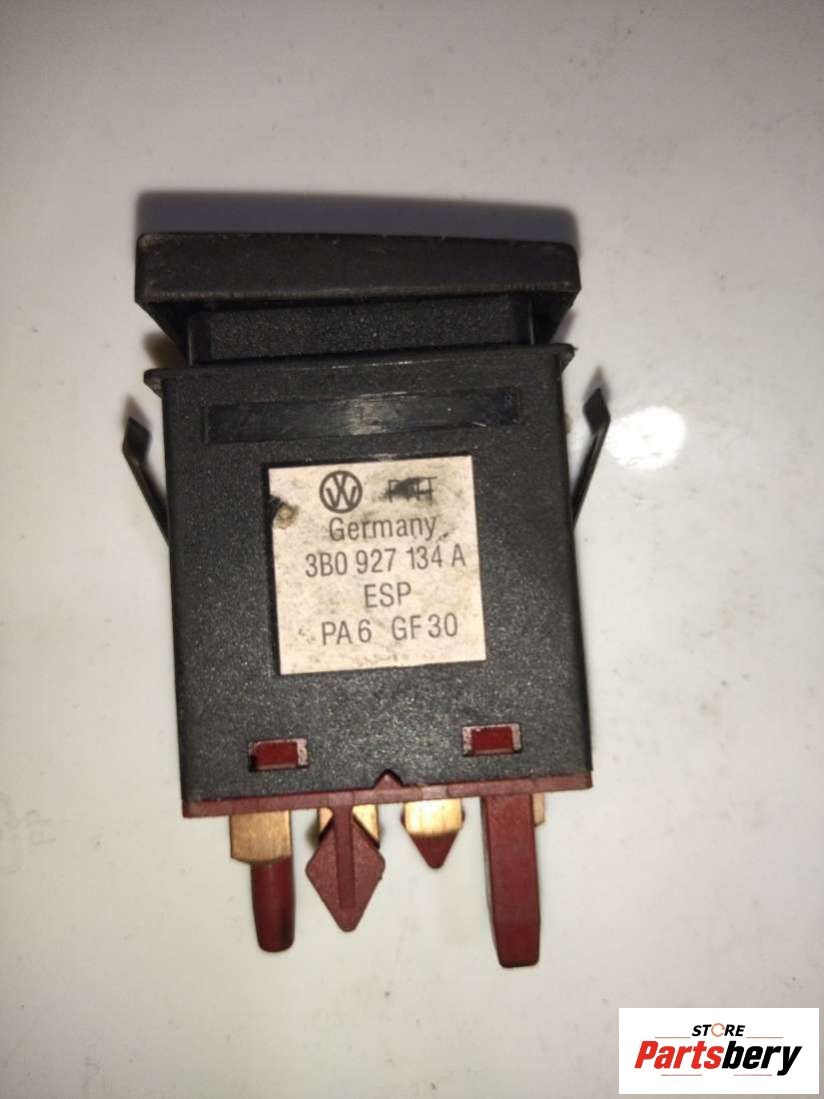 Germany
3B0 927 134 A
ESP
PA6 GF30
STORE
Partsbery